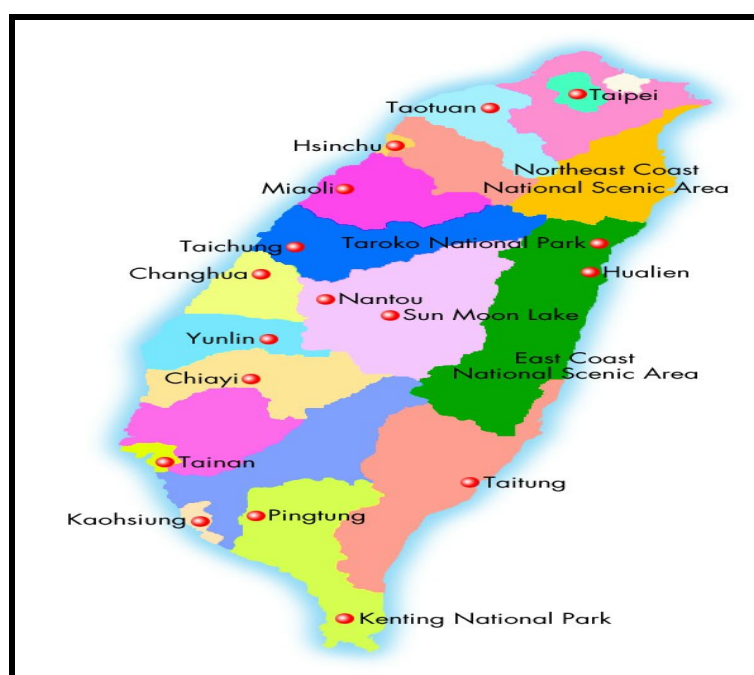 Taipei
Taotuan
Hsinchu
Northeast Coast
National Scenic Area
Miaoli
Taichung
Taroko National Park
Changhua
Hualien
Nantou
Sun Moon Lake
Yunlin
East Coast
National Scenic Area
Chiayi
Tainan
Taitung
Kaohsiung
Pingtung
Kenting National Park